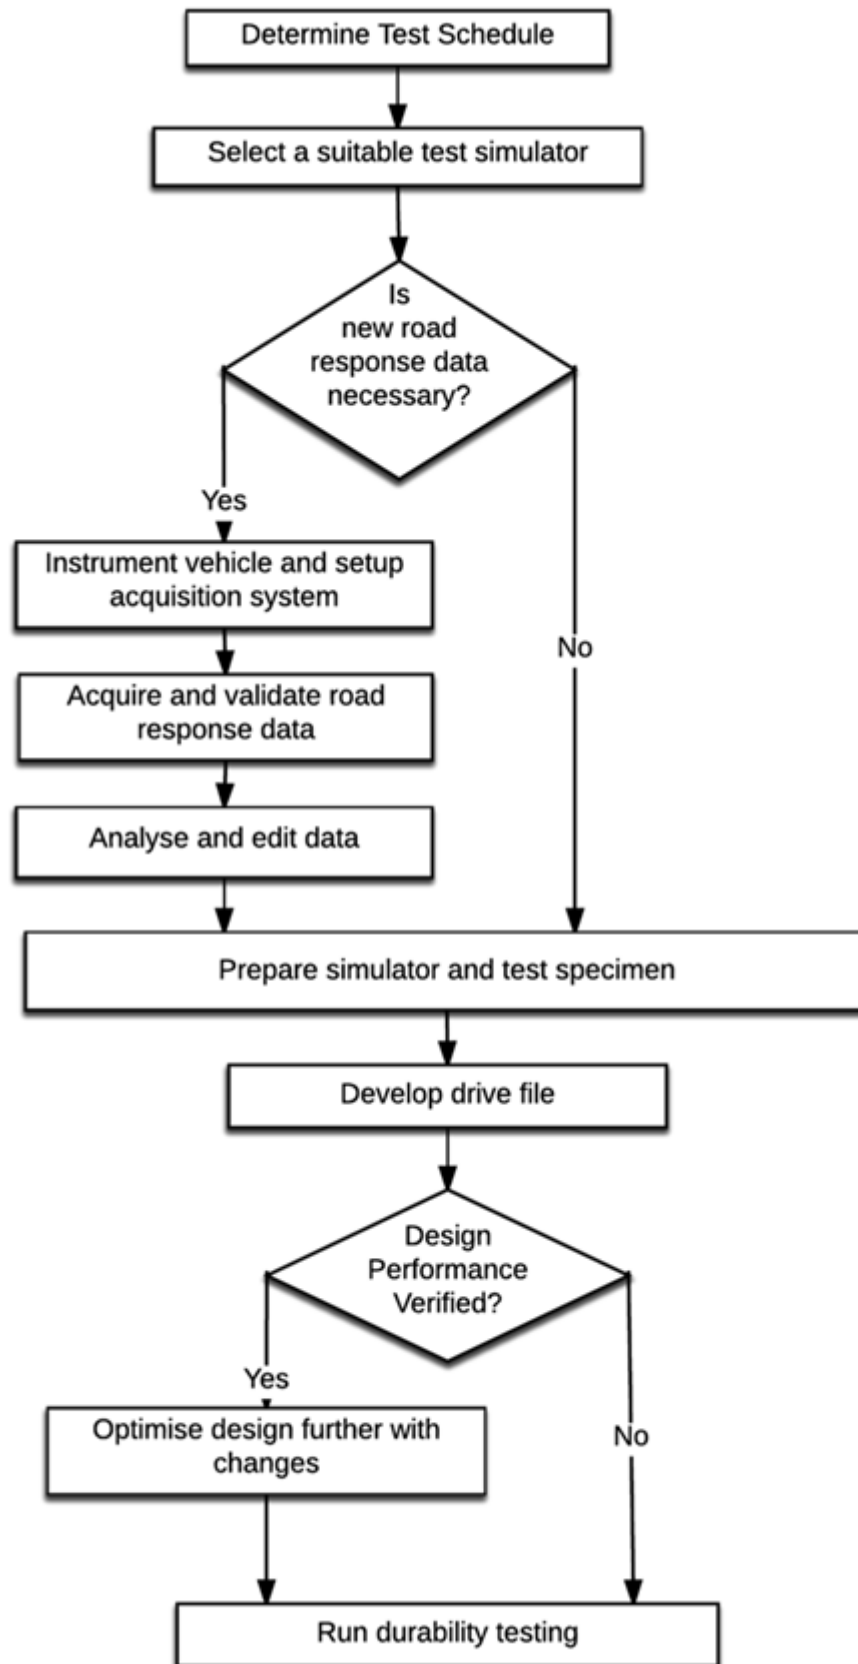 Determine Test Schedule
Select a suitable test simulator
Is
new road
response data
necessary?
Yes
Instrument vehicle and setup
acquisition system
No
Acquire and validate road
response data
Analyse and edit data
Prepare simulator and test specimen
Develop drive file
Design
Performance
Verified?
Yes
Optimise design further with
changes
No
Run durability testing